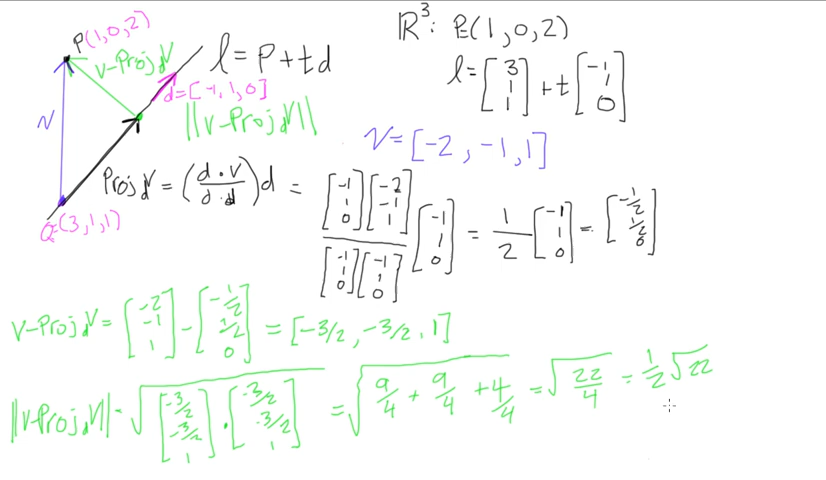 P(1,0,2)
v-Proj_d V
l = P + td
d=[-1,1,0]
||v-Proj_d V||
V
Q=(3,1,1)
ℝ³: P=(1,0,2)
l = [3 1 1] + t [-1 1 0]
V = [-2, -1, 1]
Proj_d V = (d·V / d·d) d = [-1 1 0][-2 -1 1] / [-1 1 0][-1 1 0] [-1 1 0] = 1/2 [-1 1 0] = [-1/2 1/2 0]
V-Proj_d V = [-2 -1 1] - [-1/2 1/2 0] = [-3/2, -3/2, 1]
||V-Proj_d V|| = √([-3/2 -3/2 1]·[-3/2 -3/2 1]) = √(9/4 + 9/4 + 4/4) = √(22/4) = 1/2 √22